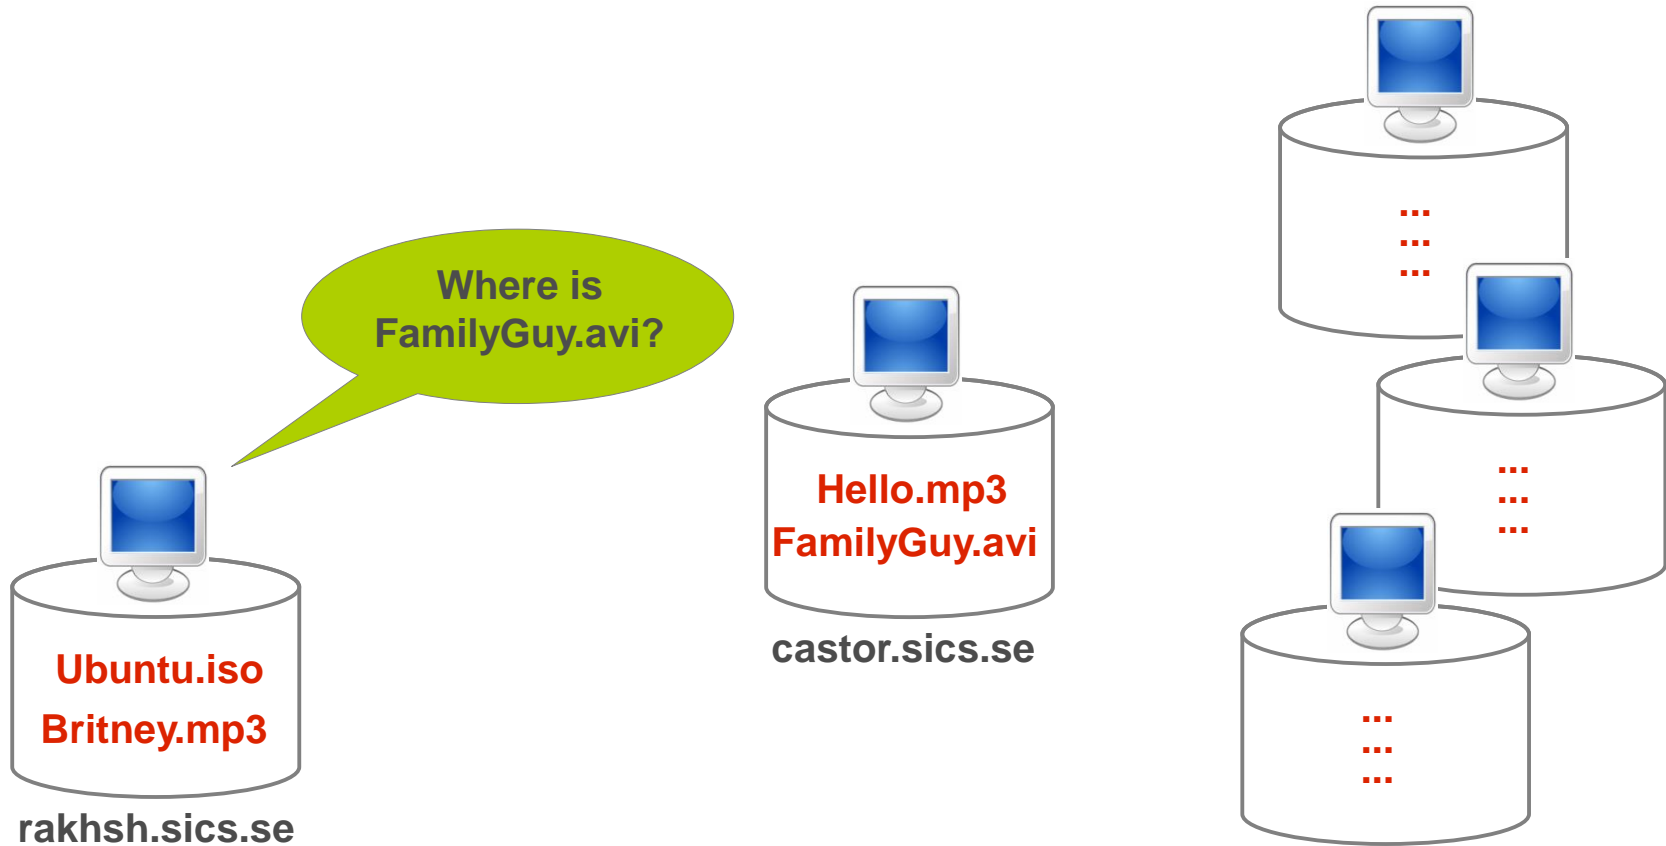 Where is
FamilyGuy.avi?
Ubuntu.iso
Britney.mp3
rakhsh.sics.se
Hello.mp3
FamilyGuy.avi
castor.sics.se
...
...
...
...
...
...
...
...
...